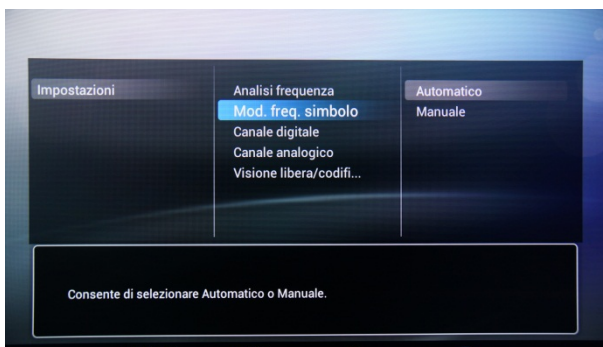 Impostazioni
Analisi frequenza
Mod. freq. simbolo
Canale digitale
Canale analogico
Visione libera/codifi...
Automatico
Manuale
Consente di selezionare Automatico o Manuale.